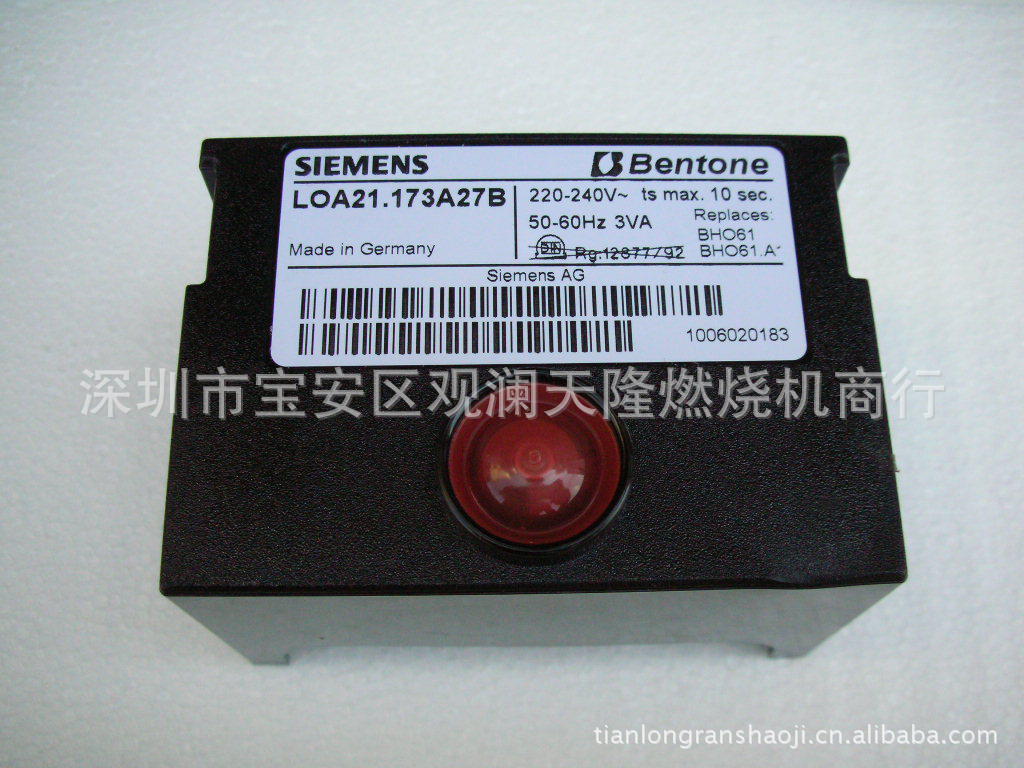 SIEMENS
Bentone
LOA21.173A27B
220-240V~ ts max. 10 sec.
50-60Hz 3VA
Replaces:
BHO61
BHO61.A
Made in Germany
DIN Rg.12877/92
Siemens AG
1006020183
深圳市宝安区观澜天隆燃烧机商行
tianlongranshaoji.cn.alibaba.com